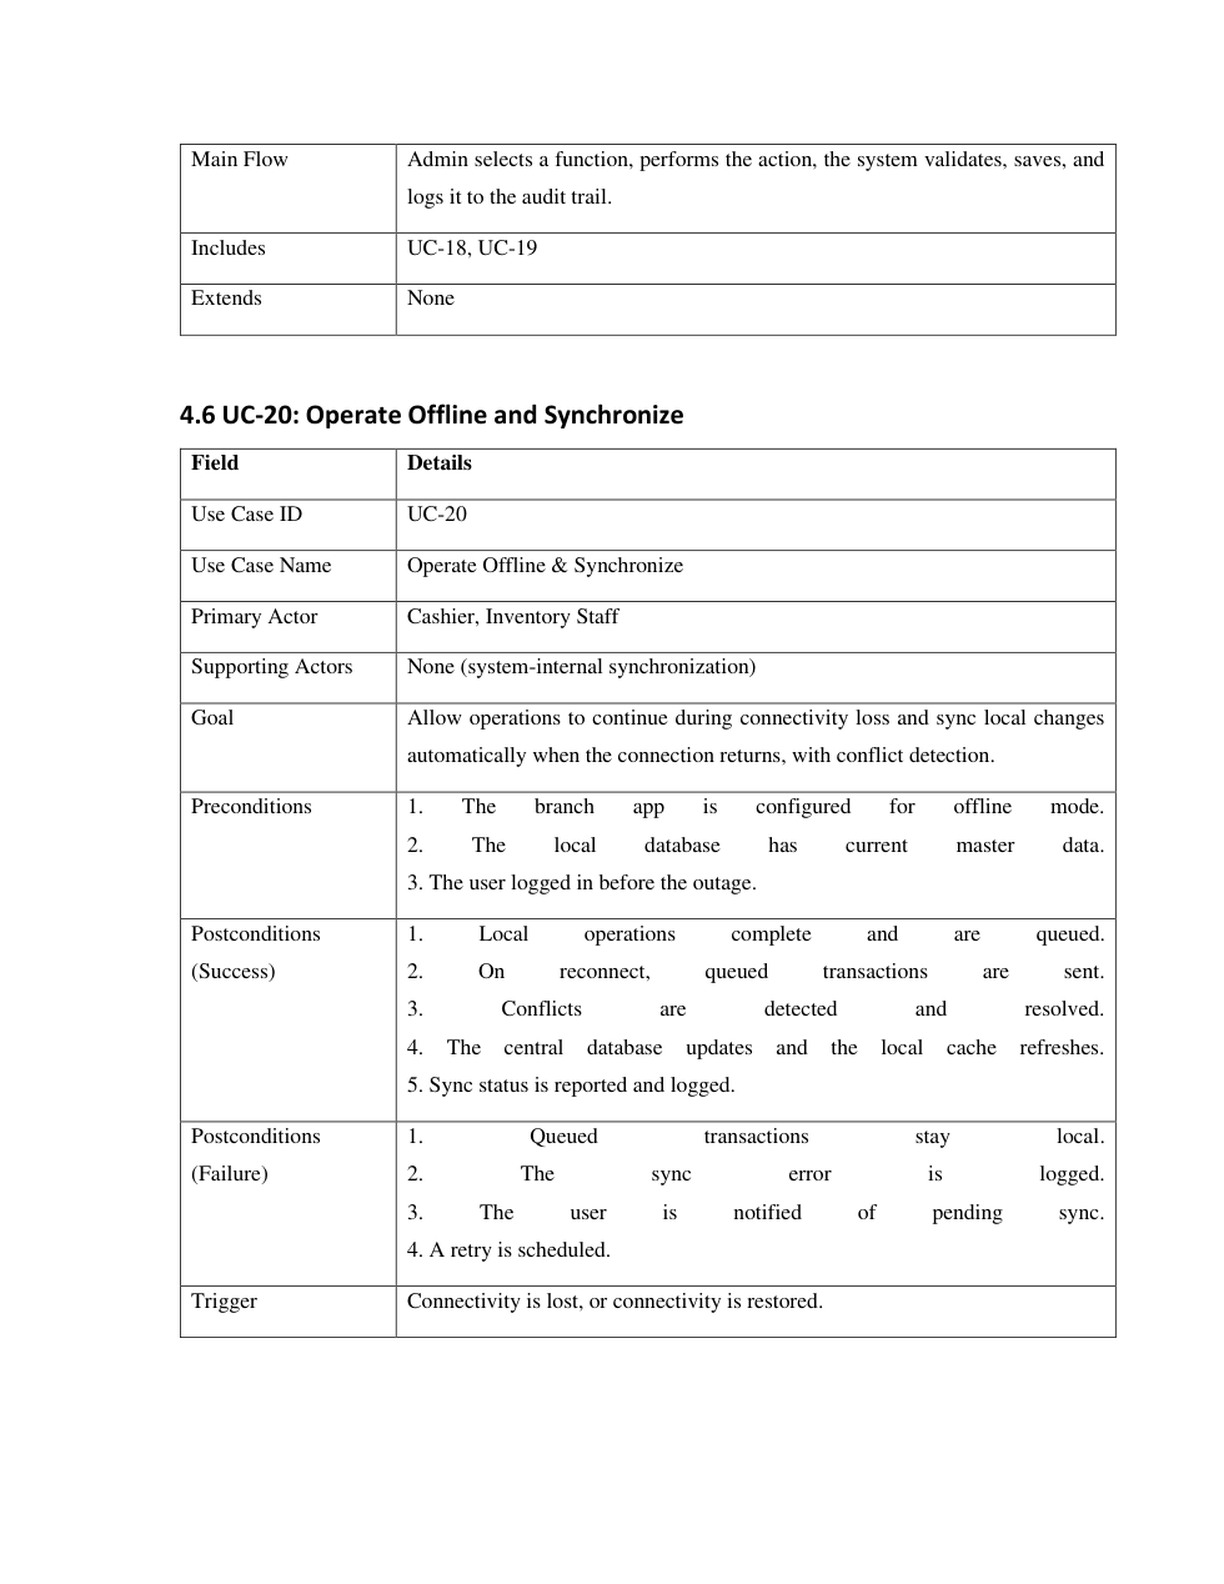 Main Flow
Admin selects a function, performs the action, the system validates, saves, and
logs it to the audit trail.
Includes
UC-18, UC-19
Extends
None
4.6 UC-20: Operate Offline and Synchronize
Field
Details
Use Case ID
UC-20
Use Case Name
Operate Offline & Synchronize
Primary Actor
Cashier, Inventory Staff
Supporting Actors
None (system-internal synchronization)
Goal
Allow operations to continue during connectivity loss and sync local changes
automatically when the connection returns, with conflict detection.
Preconditions
1. The branch app is configured for offline mode.
2. The local database has current master data.
3. The user logged in before the outage.
Postconditions
(Success)
1. Local operations complete and are queued.
2. On reconnect, queued transactions are sent.
3. Conflicts are detected and resolved.
4. The central database updates and the local cache refreshes.
5. Sync status is reported and logged.
Postconditions
(Failure)
1. Queued transactions stay local.
2. The sync error is logged.
3. The user is notified of pending sync.
4. A retry is scheduled.
Trigger
Connectivity is lost, or connectivity is restored.